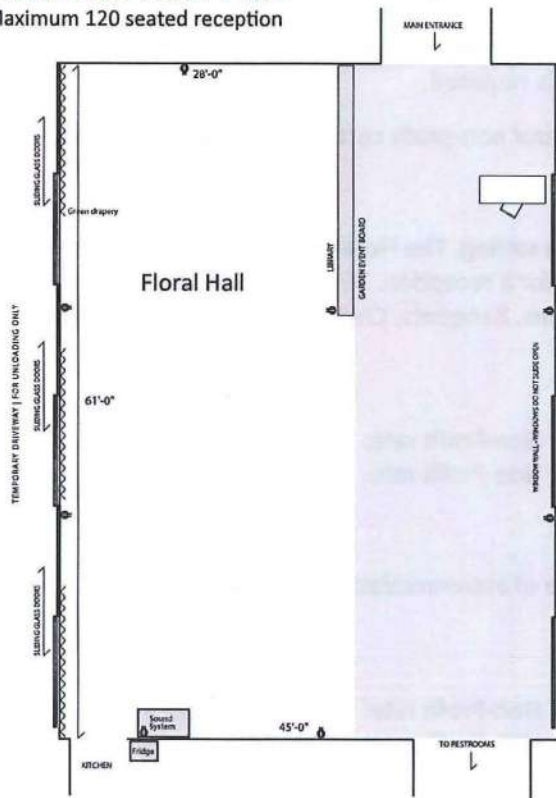 Maximum 120 seated reception
MAIN ENTRANCE
28'-0"
SLIDING GLASS DOORS
Green drapery
LIBRARY
GARDEN EVENT BOARD
Floral Hall
TEMPORARY DRIVEWAY | FOR UNLOADING ONLY
SLIDING GLASS DOORS
61'-0"
WINDOW WALL - WINDOWS DO NOT SLIDE OPEN
SLIDING GLASS DOORS
Sound
System
45'-0"
Fridge
KITCHEN
TO RESTROOMS